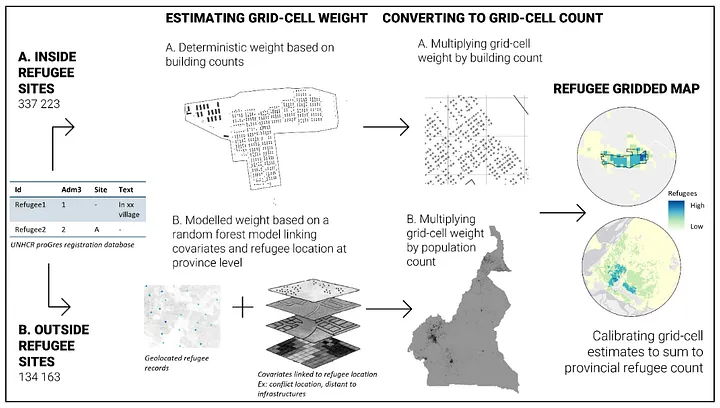 ESTIMATING GRID-CELL WEIGHT
CONVERTING TO GRID-CELL COUNT
A. INSIDE
REFUGEE
SITES
337 223
A. Deterministic weight based on
building counts
A. Multiplying grid-cell
weight by building count
REFUGEE GRIDDED MAP
Id Adm3 Site Text
Refugee1 1 - In xx
village
Refugee2 2 A -
UNHCR proGres registration database
B. Modelled weight based on a
random forest model linking
covariates and refugee location at
province level
B. Multiplying
grid-cell weight
by population
count
Refugees
High
Low
B. OUTSIDE
REFUGEE
SITES
134 163
+
Geolocated refugee
records
Covariates linked to refugee location
Ex: conflict location, distant to
infrastructures
Calibrating grid-cell
estimates to sum to
provincial refugee count